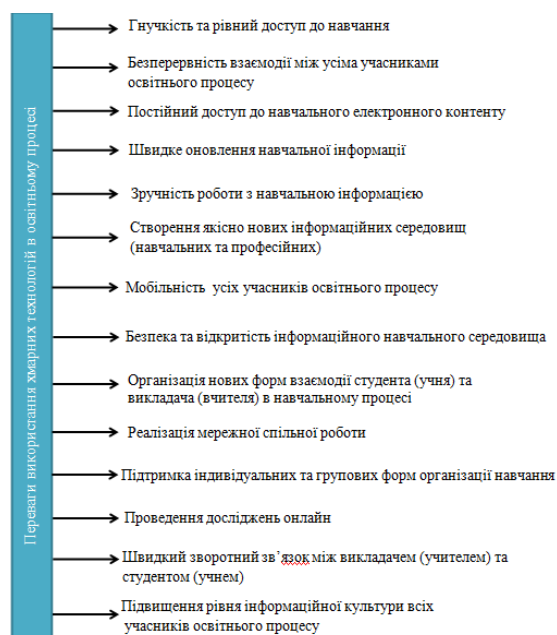 Переваги використання хмарних технологій в освітньому процесі
Гнучкість та рівний доступ до навчання
Безперервність взаємодії між усіма учасниками
освітнього процесу
Постійний доступ до навчального електронного контенту
Швидке оновлення навчальної інформації
Зручність роботи з навчальною інформацією
Створення якісно нових інформаційних середовищ
(навчальних та професійних)
Мобільність усіх учасників освітнього процесу
Безпека та відкритість інформаційного навчального середовища
Організація нових форм взаємодії студента (учня) та
викладача (вчителя) в навчальному процесі
Реалізація мережної спільної роботи
Підтримка індивідуальних та групових форм організації навчання
Проведення досліджень онлайн
Швидкий зворотний зв’язок між викладачем (учителем) та
студентом (учнем)
Підвищення рівня інформаційної культури всіх
учасників освітнього процесу